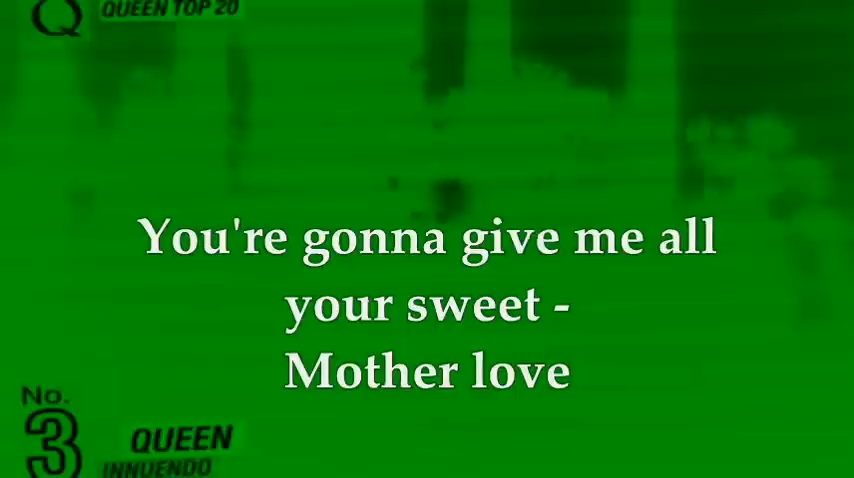 Q QUEEN TOP 20
You're gonna give me all
your sweet -
Mother love
No.
3
QUEEN
INNUENDO